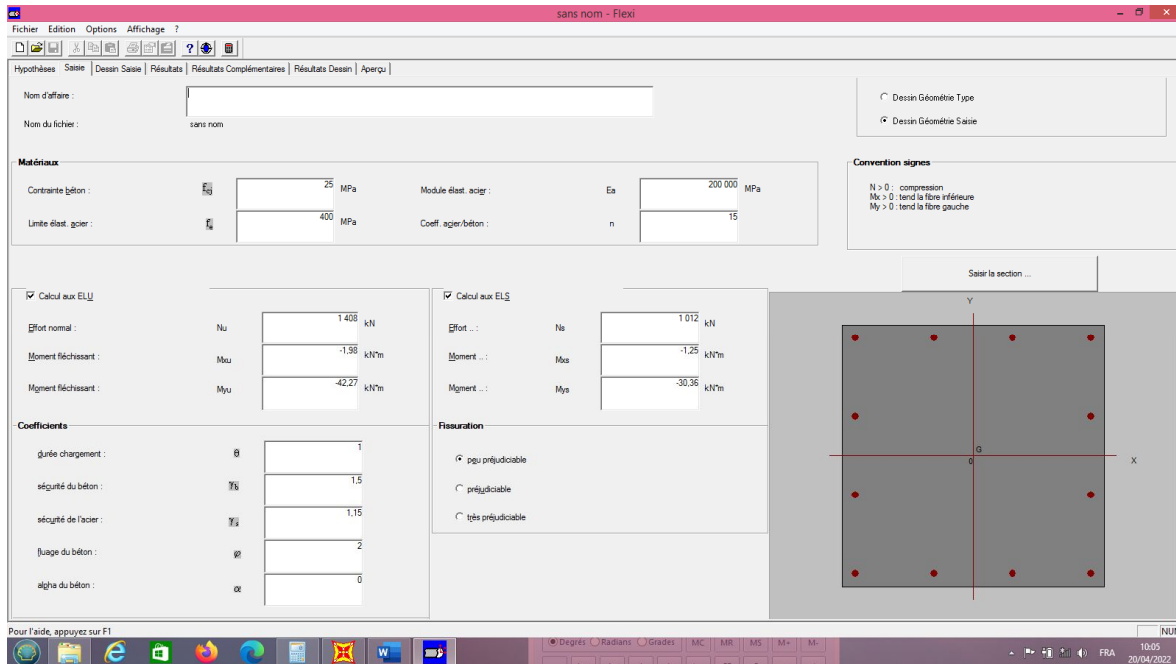 sans nom - Flexi
Fichier Edition Options Affichage ?
Hypothèses Saisie Dessin Saisie Résultats Résultats Complémentaires Résultats Dessin Aperçu
Nom d'affaire :
Nom du fichier : sans nom
Dessin Géométrie Type
Dessin Géométrie Saisie
Matériaux
Contrainte béton : fcj 25 MPa Module élast. acier : Ea 200 000 MPa
Limite élast. acier : fe 400 MPa Coeff. acier/béton : n 15
Convention signes
N > 0 : compression
Mx > 0 : tend la fibre inférieure
My > 0 : tend la fibre gauche
Saisir la section ...
Calcul aux ELU
Effort normal : Nu 1 408 kN
Moment fléchissant : Mxu -1,98 kN*m
Moment fléchissant : Myu -42,27 kN*m
Calcul aux ELS
Effort .. : Ns 1 012 kN
Moment .. : Mxs -1,25 kN*m
Moment .. : Mys -30,36 kN*m
Coefficients
durée chargement : θ 1
sécurité du béton : γb 1,5
sécurité de l'acier : γs 1,15
fluage du béton : φ 2
alpha du béton : α 0
Fissuration
peu préjudiciable
préjudiciable
très préjudiciable
Y
G
0
X
Pour l'aide, appuyez sur F1
NUM
Degrés Radians Grades MC MR MS M+ M-
FRA
10:05
20/04/2022